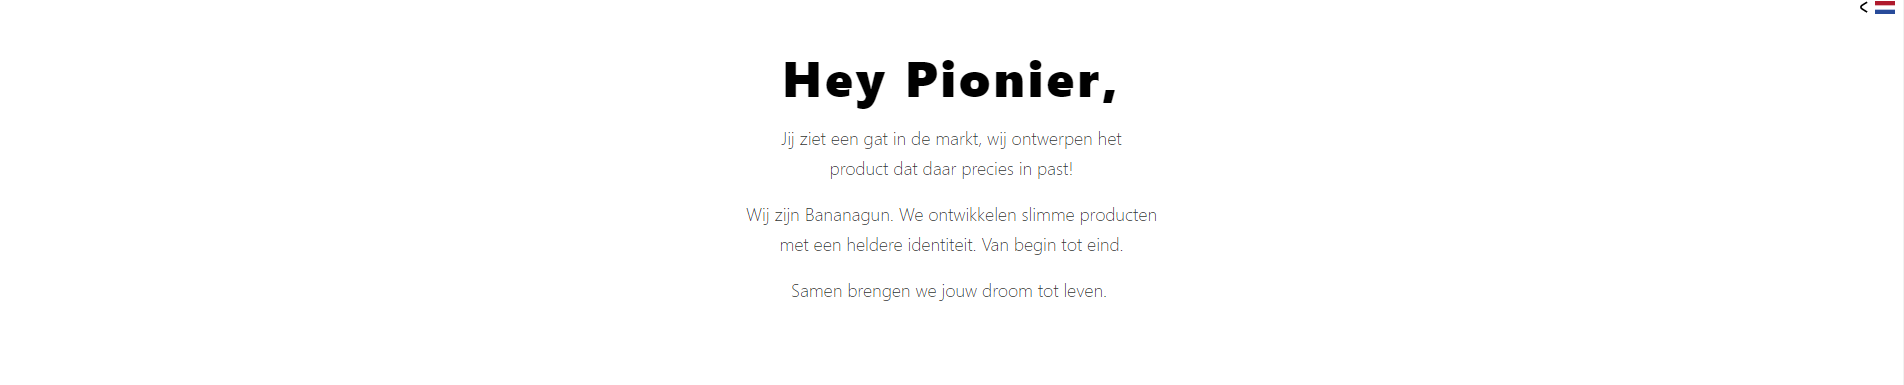 <
Hey Pionier,
Jij ziet een gat in de markt, wij ontwerpen het
product dat daar precies in past!
Wij zijn Bananagun. We ontwikkelen slimme producten
met een heldere identiteit. Van begin tot eind.
Samen brengen we jouw droom tot leven.